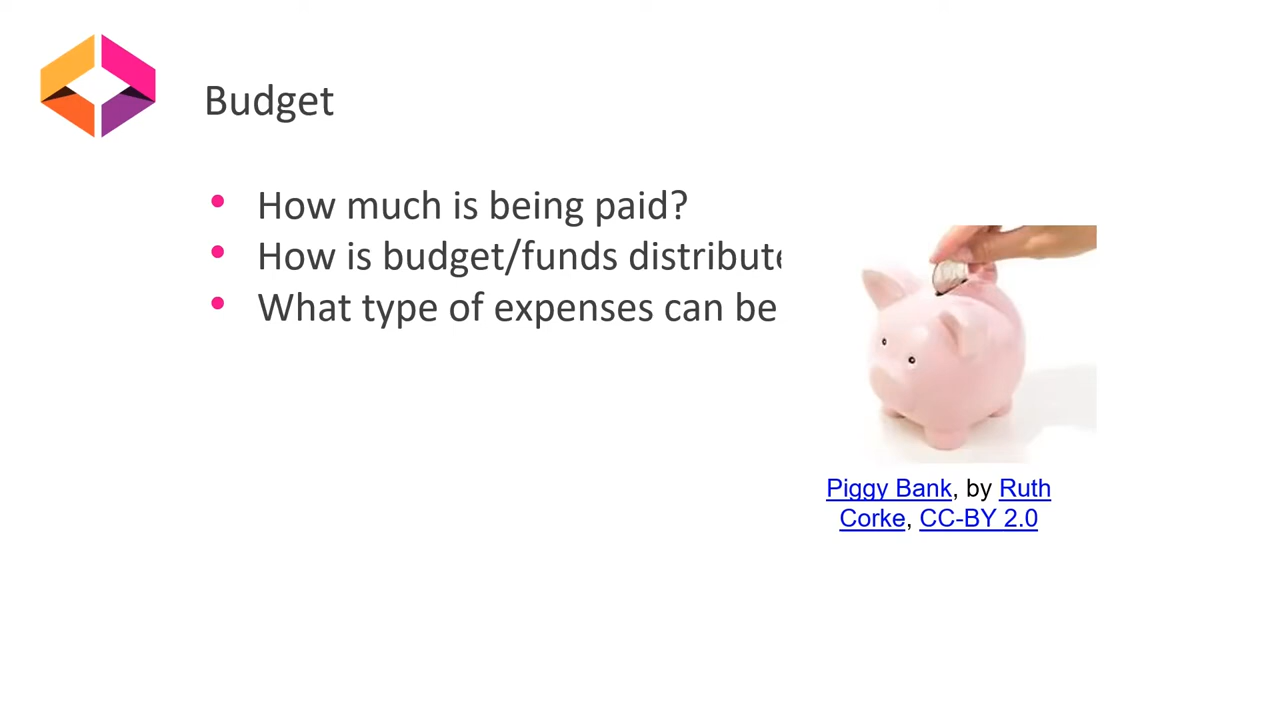 Budget
• How much is being paid?
• How is budget/funds distribute
• What type of expenses can be
Piggy Bank, by Ruth
Corke, CC-BY 2.0